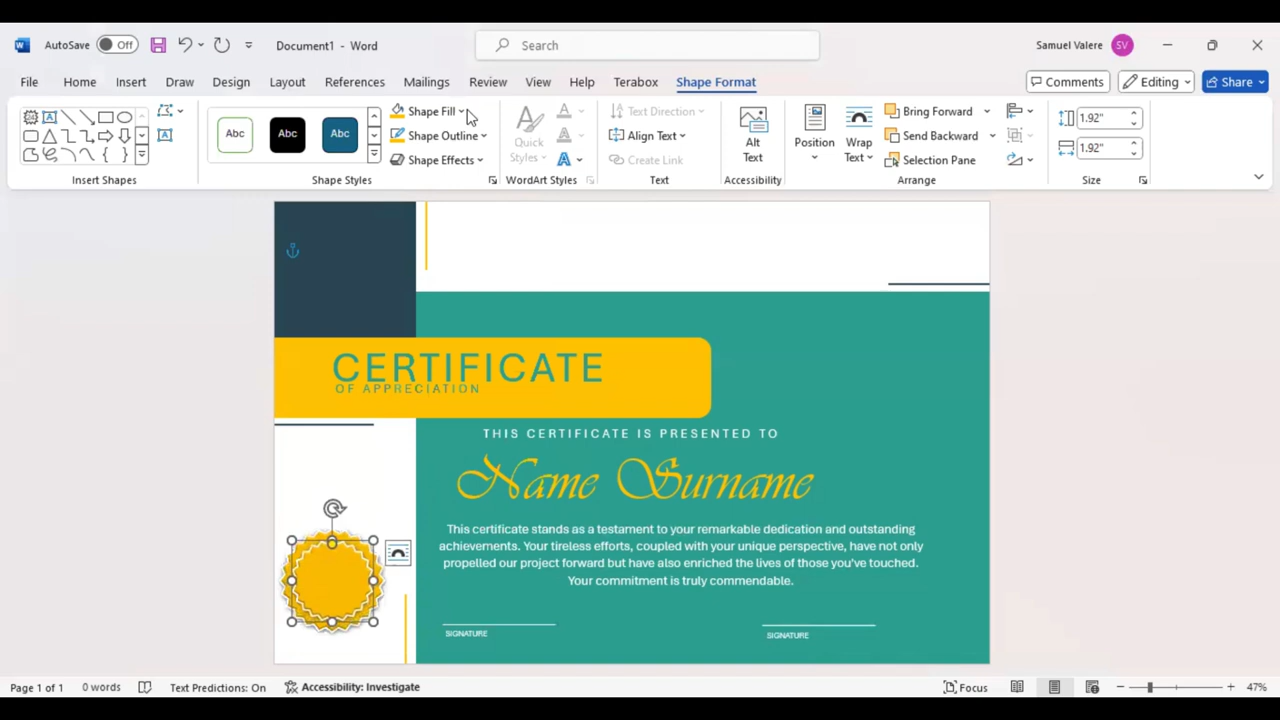 AutoSave Off Document1 - Word Search Samuel Valere SV
File Home Insert Draw Design Layout References Mailings Review View Help Terabox Shape Format Comments Editing Share
Abc Abc Abc
Shape Fill
Shape Outline
Shape Effects
Quick
Styles
Text Direction
Align Text
Create Link
Alt
Text
Position
Wrap
Text
Bring Forward
Send Backward
Selection Pane
1.92"
1.92"
Insert Shapes Shape Styles WordArt Styles Text Accessibility Arrange Size
CERTIFICATE
OF APPRECIATION
THIS CERTIFICATE IS PRESENTED TO
Name Surname
This certificate stands as a testament to your remarkable dedication and outstanding
achievements. Your tireless efforts, coupled with your unique perspective, have not only
propelled our project forward but have also enriched the lives of those you've touched.
Your commitment is truly commendable.
SIGNATURE SIGNATURE
Page 1 of 1 0 words Text Predictions: On Accessibility: Investigate Focus 47%